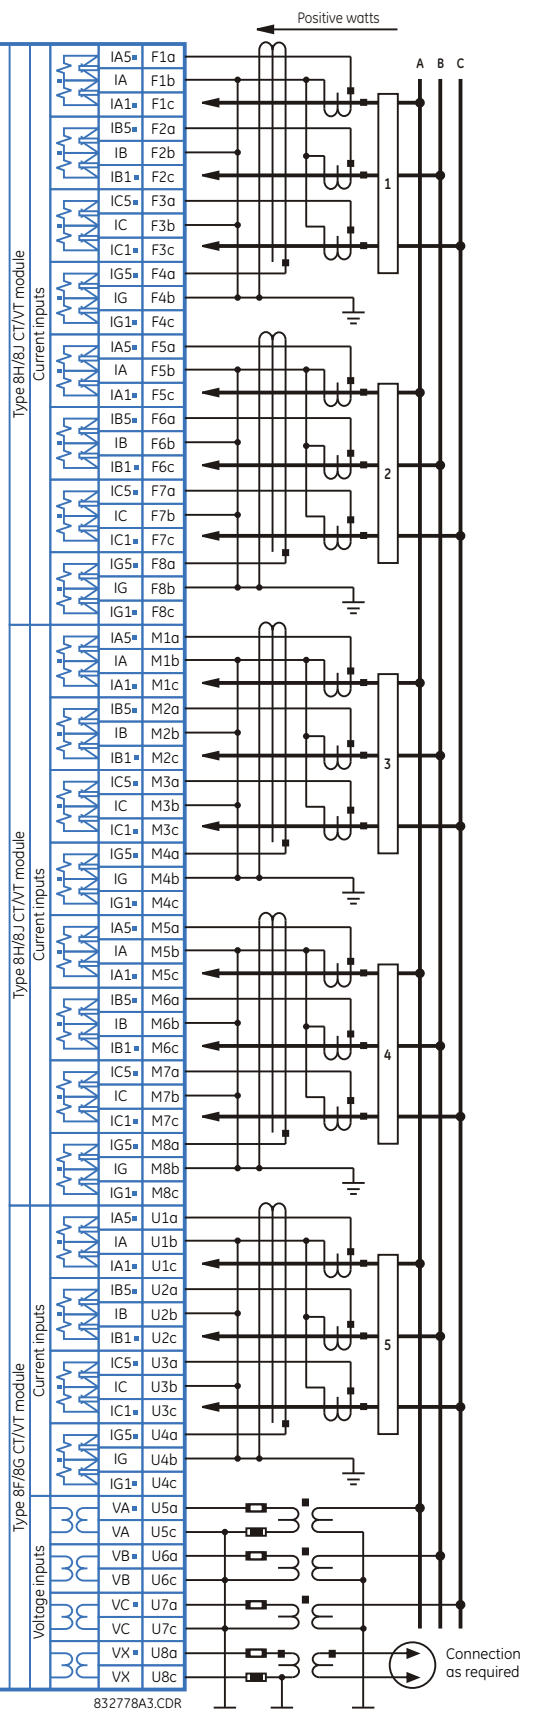 Positive watts
A B C
Type 8H/8J CT/VT module
Current inputs
IA5▪ F1a
IA F1b
IA1▪ F1c
IB5▪ F2a
IB F2b
IB1▪ F2c
1
IC5▪ F3a
IC F3b
IC1▪ F3c
IG5▪ F4a
IG F4b
IG1▪ F4c
IA5▪ F5a
IA F5b
IA1▪ F5c
IB5▪ F6a
IB F6b
IB1▪ F6c
2
IC5▪ F7a
IC F7b
IC1▪ F7c
IG5▪ F8a
IG F8b
IG1▪ F8c
Type 8H/8J CT/VT module
Current inputs
IA5▪ M1a
IA M1b
IA1▪ M1c
IB5▪ M2a
IB M2b
IB1▪ M2c
3
IC5▪ M3a
IC M3b
IC1▪ M3c
IG5▪ M4a
IG M4b
IG1▪ M4c
IA5▪ M5a
IA M5b
IA1▪ M5c
IB5▪ M6a
IB M6b
IB1▪ M6c
4
IC5▪ M7a
IC M7b
IC1▪ M7c
IG5▪ M8a
IG M8b
IG1▪ M8c
Type 8F/8G CT/VT module
Current inputs
IA5▪ U1a
IA U1b
IA1▪ U1c
IB5▪ U2a
IB U2b
IB1▪ U2c
5
IC5▪ U3a
IC U3b
IC1▪ U3c
IG5▪ U4a
IG U4b
IG1▪ U4c
Voltage inputs
VA▪ U5a
VA U5c
VB▪ U6a
VB U6c
VC▪ U7a
VC U7c
VX▪ U8a
VX U8c
Connection
as required
832778A3.CDR